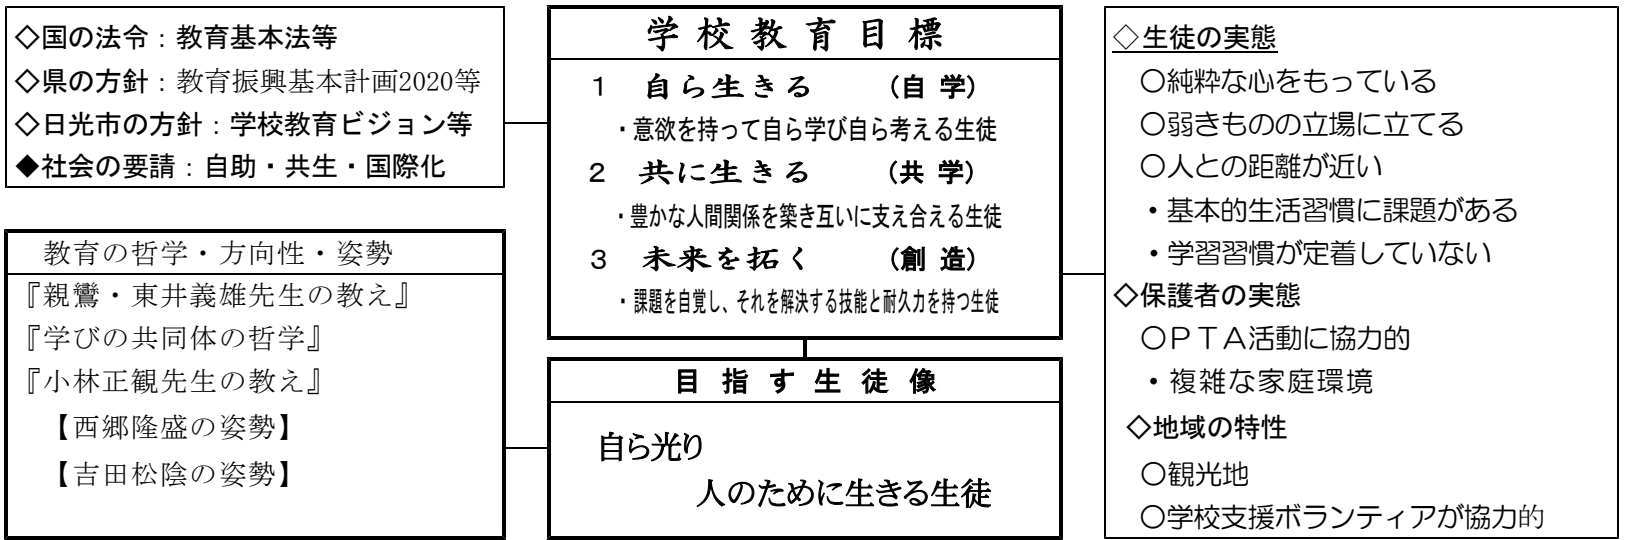 ◇国の法令：教育基本法等
◇県の方針：教育振興基本計画2020等
◇日光市の方針：学校教育ビジョン等
◆社会の要請：自助・共生・国際化
教育の哲学・方向性・姿勢
『親鸞・東井義雄先生の教え』
『学びの共同体の哲学』
『小林正観先生の教え』
【西郷隆盛の姿勢】
【吉田松陰の姿勢】
学校教育目標
1 自ら生きる （自 学）
・意欲を持って自ら学び自ら考える生徒
2 共に生きる （共 学）
・豊かな人間関係を築き互いに支え合える生徒
3 未来を拓く （創 造）
・課題を自覚し、それを解決する技能と耐久力を持つ生徒
目指す生徒像
自ら光り
人のために生きる生徒
◇生徒の実態
○純粋な心をもっている
○弱きものの立場に立てる
○人との距離が近い
・基本的生活習慣に課題がある
・学習習慣が定着していない
◇保護者の実態
○ＰＴＡ活動に協力的
・複雑な家庭環境
◇地域の特性
○観光地
○学校支援ボランティアが協力的